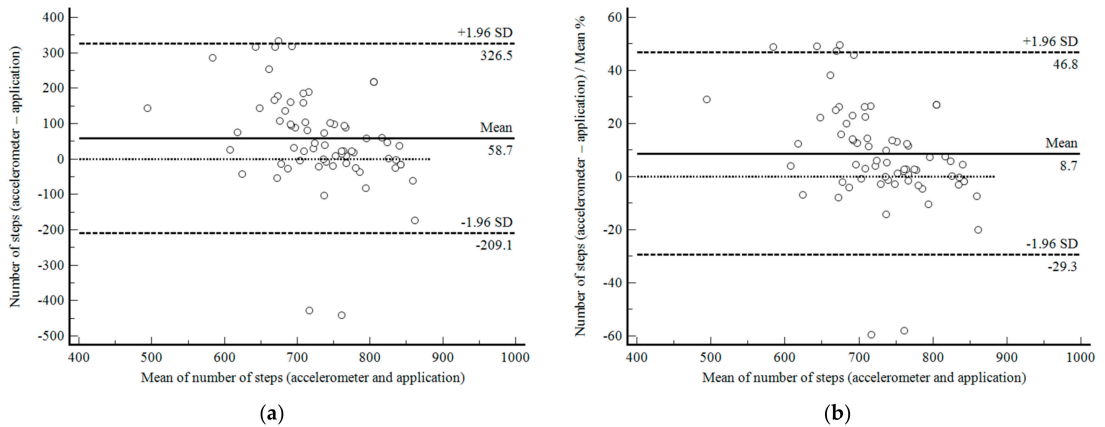 Number of steps (accelerometer – application)
400
300
200
100
0
-100
-200
-300
-400
-500
+1.96 SD
326.5
Mean
58.7
-1.96 SD
-209.1
400 500 600 700 800 900 1000
Mean of number of steps (accelerometer and application)
(a)
Number of steps (accelerometer – application) / Mean %
60
40
20
0
-20
-40
-60
+1.96 SD
46.8
Mean
8.7
-1.96 SD
-29.3
400 500 600 700 800 900 1000
Mean of number of steps (accelerometer and application)
(b)